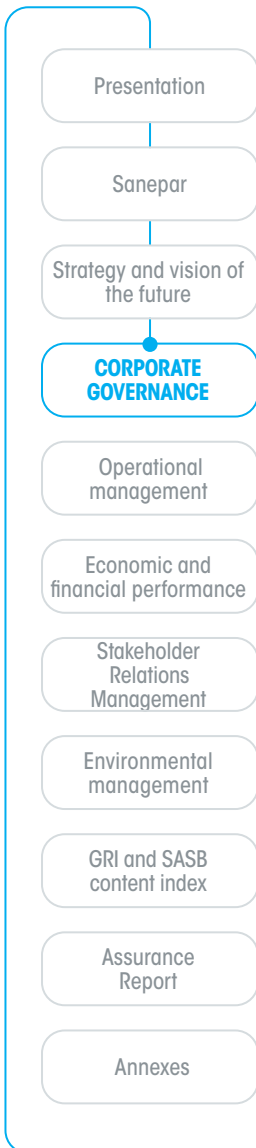 Presentation
Sanepar
Strategy and vision of
the future
CORPORATE
GOVERNANCE
Operational
management
Economic and
financial performance
Stakeholder
Relations
Management
Environmental
management
GRI and SASB
content index
Assurance
Report
Annexes